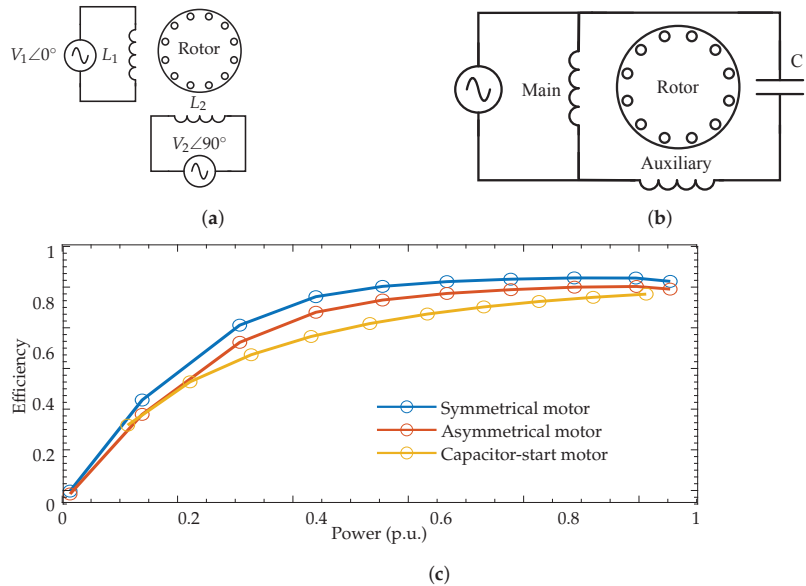 V₁∠0°
L₁
Rotor
L₂
V₂∠90°
(a)
Main
Rotor
C
Auxiliary
(b)
1
0.8
0.6
0.4
0.2
0
Efficiency
Symmetrical motor
Asymmetrical motor
Capacitor-start motor
0 0.2 0.4 0.6 0.8 1
Power (p.u.)
(c)